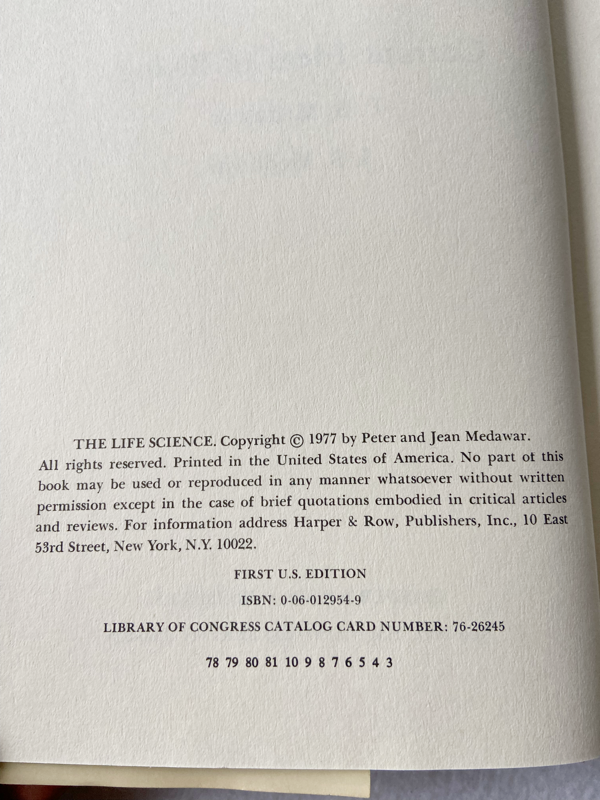 THE LIFE SCIENCE. Copyright © 1977 by Peter and Jean Medawar.
All rights reserved. Printed in the United States of America. No part of this
book may be used or reproduced in any manner whatsoever without written
permission except in the case of brief quotations embodied in critical articles
and reviews. For information address Harper & Row, Publishers, Inc., 10 East
53rd Street, New York, N.Y. 10022.
FIRST U.S. EDITION
ISBN: 0-06-012954-9
LIBRARY OF CONGRESS CATALOG CARD NUMBER: 76-26245
78 79 80 81 10 9 8 7 6 5 4 3